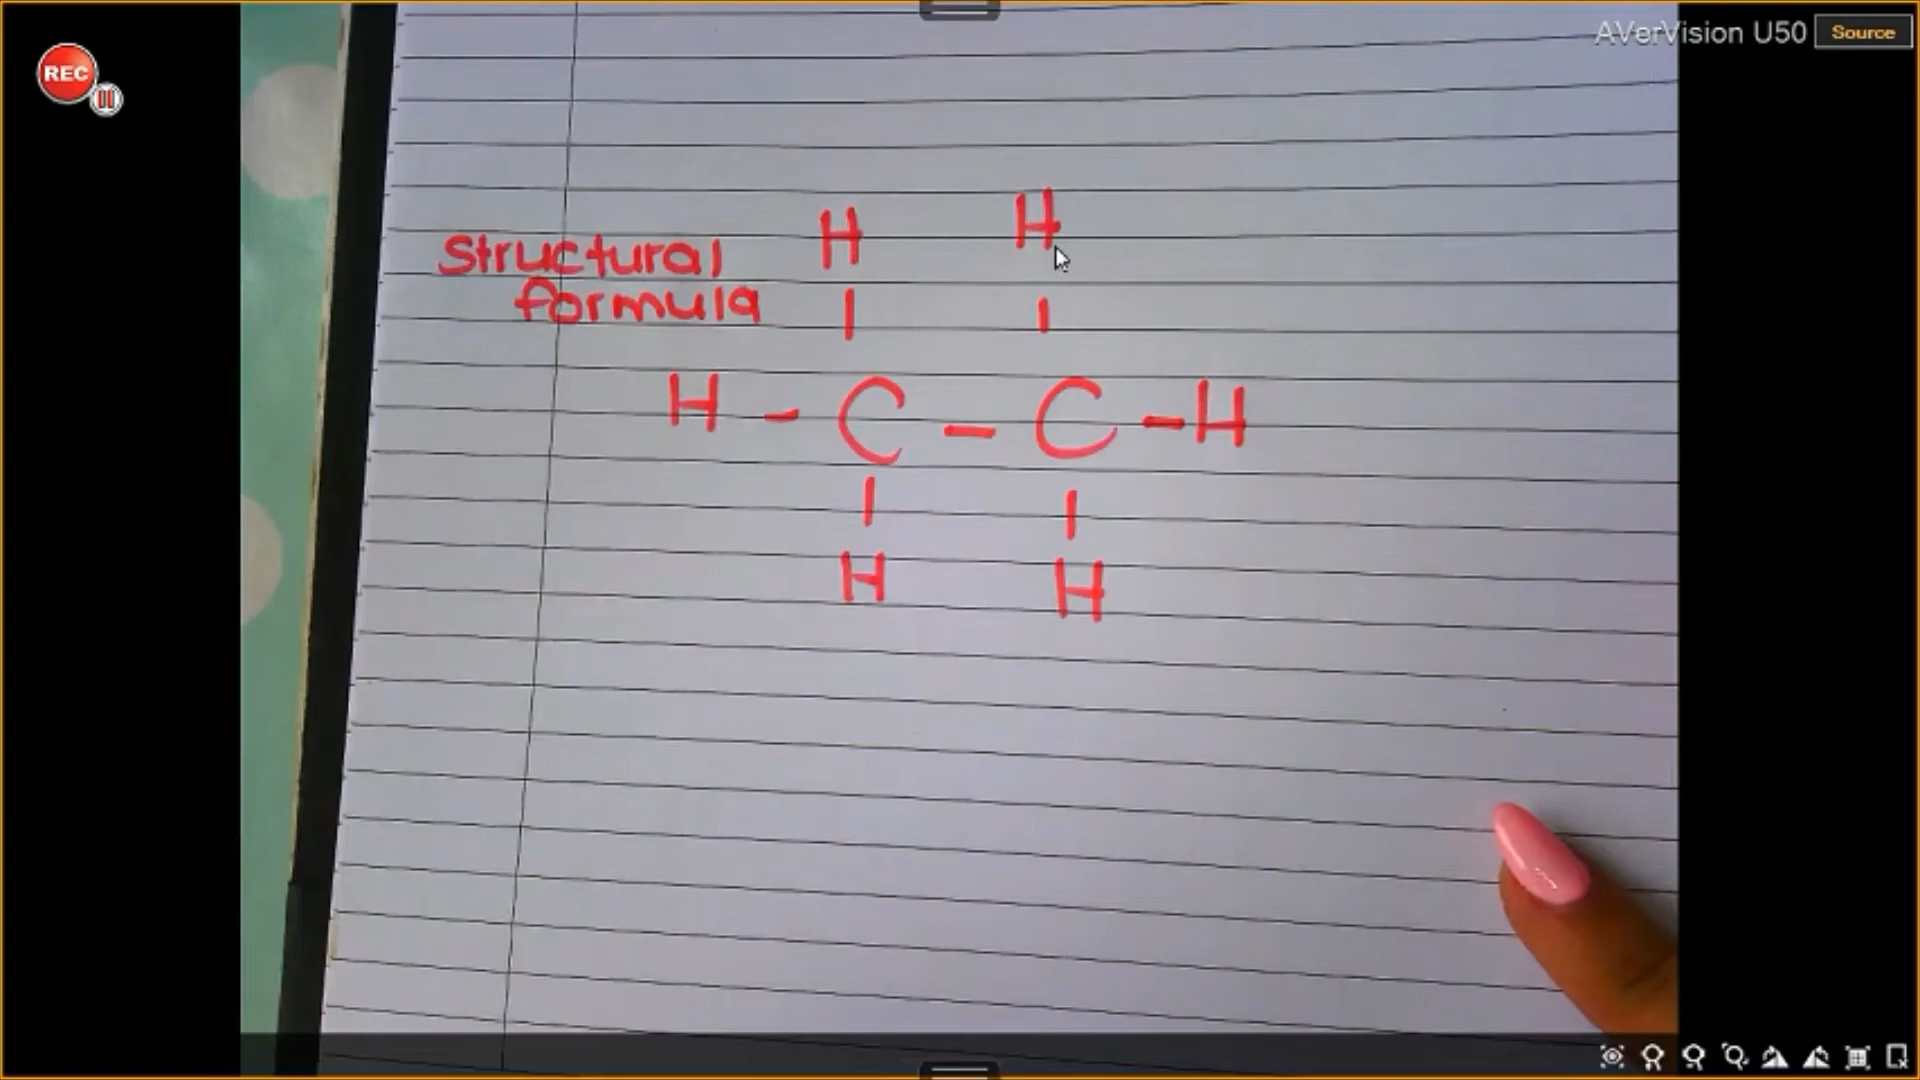 REC
AVerVision U50
Source
Structural
formula
H H
| |
H - C - C - H
| |
H H